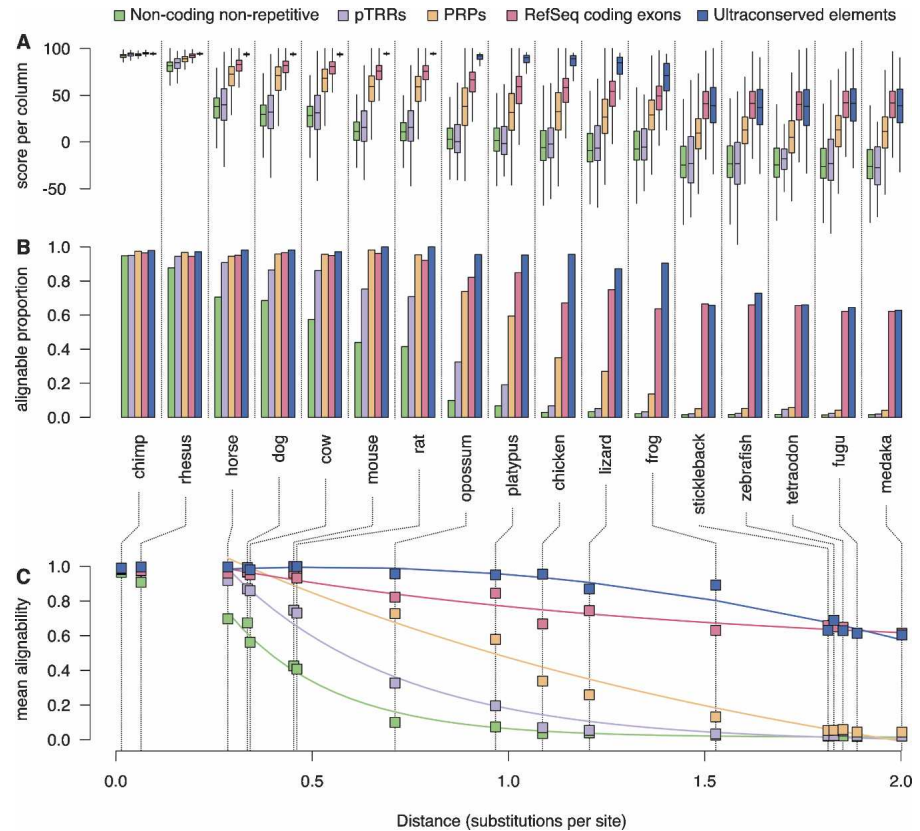 Non-coding non-repetitive pTRRs PRPs RefSeq coding exons Ultraconserved elements
A
score per column
100
50
0
-50
B
alignable proportion
1.0
0.8
0.6
0.4
0.2
0.0
chimp
rhesus
horse
dog
cow
mouse
rat
opossum
platypus
chicken
lizard
frog
stickleback
zebrafish
tetraodon
fugu
medaka
C
mean alignability
1.0
0.8
0.6
0.4
0.2
0.0
0.0 0.5 1.0 1.5 2.0
Distance (substitutions per site)